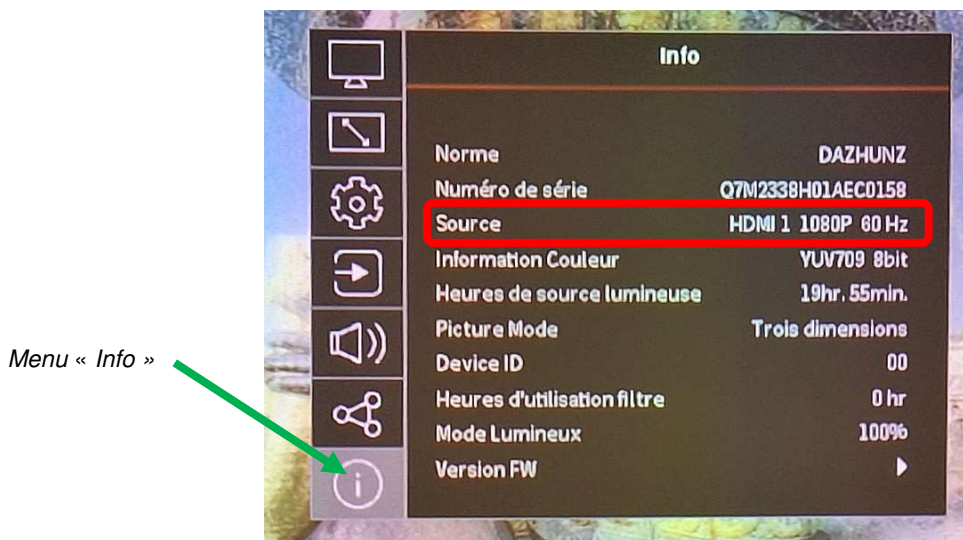 Info
Norme DAZHUNZ
Numéro de série Q7M2338H01AEC0158
Source HDMI 1 1080P 60 Hz
Information Couleur YUV709 8bit
Heures de source lumineuse 19hr. 55min.
Picture Mode Trois dimensions
Menu « Info »
Device ID 00
Heures d'utilisation filtre 0 hr
Mode Lumineux 100%
Version FW